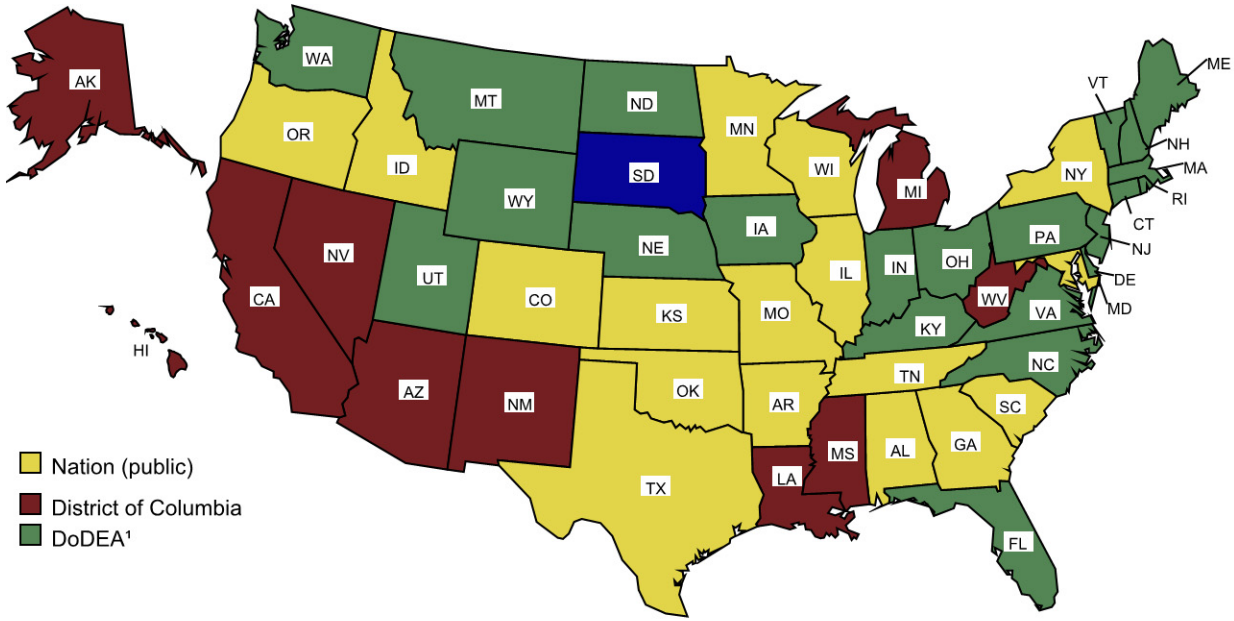 ME
WA
VT
AK
MT
ND
MN
OR
NH
ID
WI
MA
SD
NY
MI
RI
WY
CT
IA
PA
NE
NJ
NV
OH
IN
IL
UT
DE
CA
WV
CO
MD
KS
MO
VA
KY
HI
NC
TN
AZ
OK
NM
AR
SC
GA
AL
MS
Nation (public)
LA
TX
District of Columbia
DoDEA¹
FL